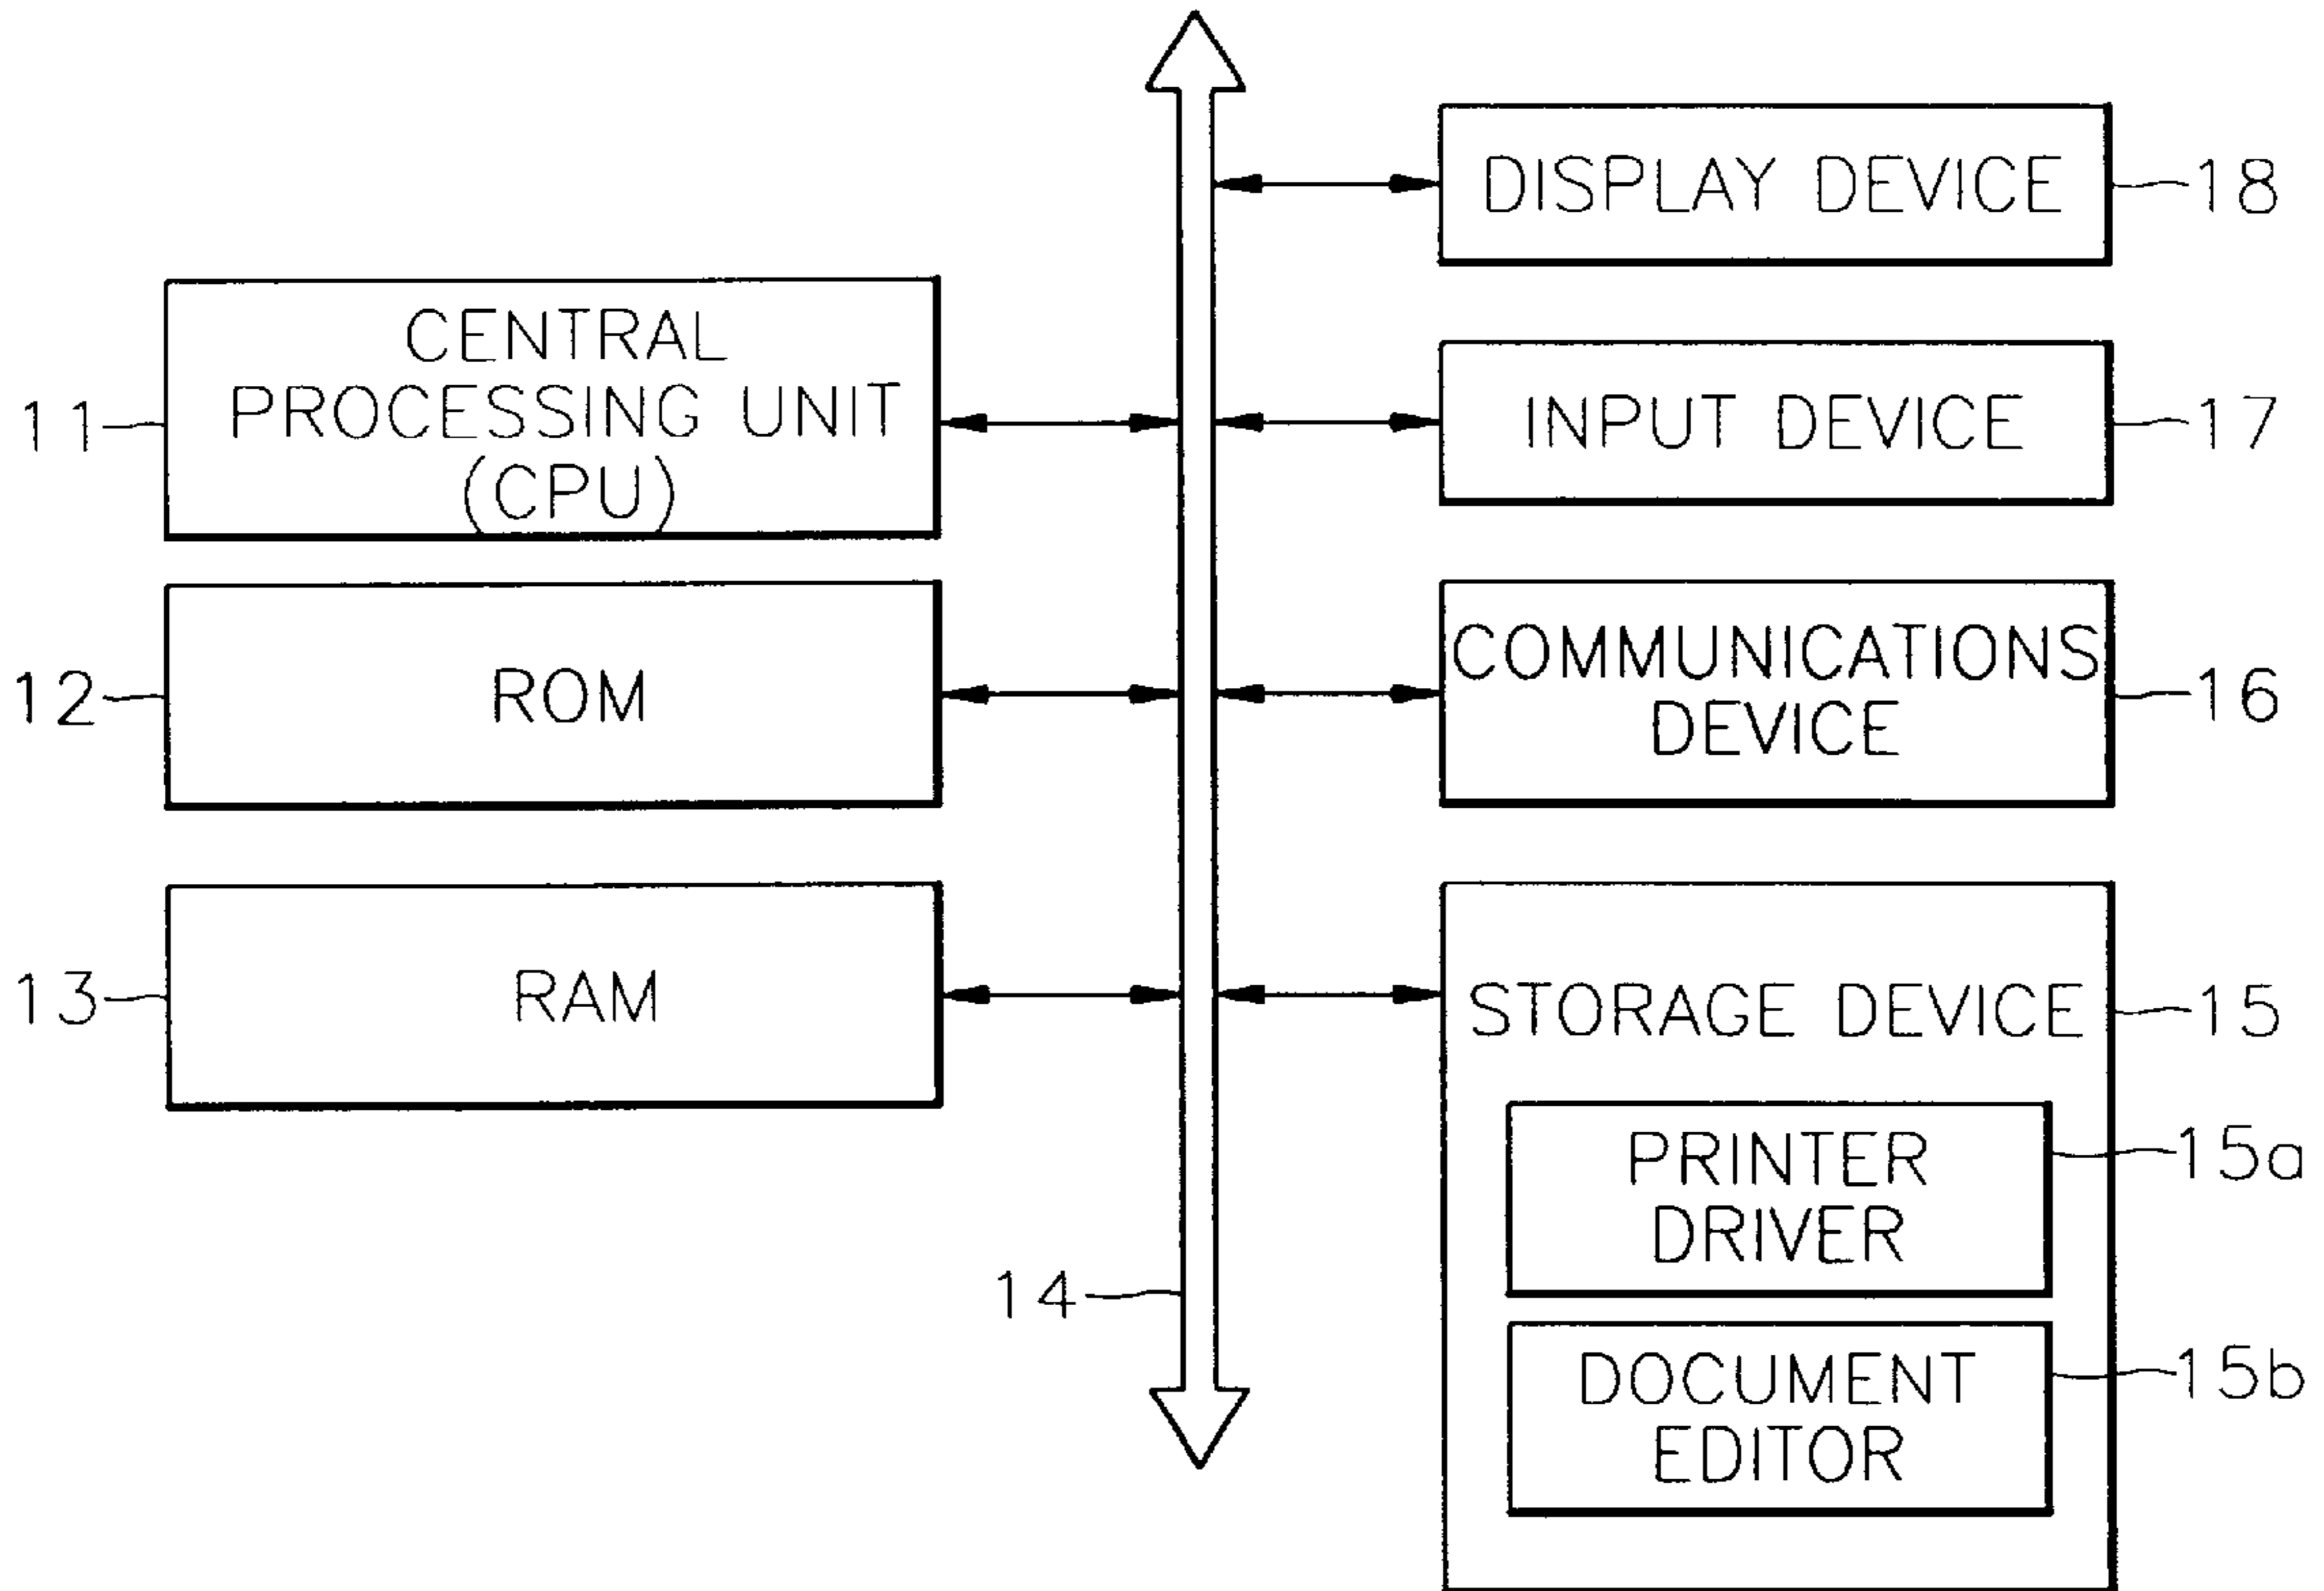 DISPLAY DEVICE
18
CENTRAL
PROCESSING UNIT
(CPU)
11
INPUT DEVICE
17
ROM
12
COMMUNICATIONS
DEVICE
16
RAM
13
STORAGE DEVICE
15
PRINTER
DRIVER
15a
14
DOCUMENT
EDITOR
15b